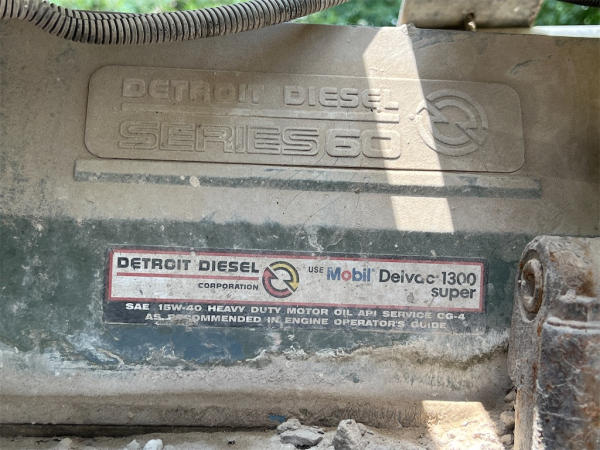 DETROIT DIESEL
SERIES 60
DETROIT DIESEL
CORPORATION
USE Mobil Delvac 1300
super
SAE 15W-40 HEAVY DUTY MOTOR OIL API SERVICE CG-4
AS RECOMMENDED IN ENGINE OPERATOR'S GUIDE